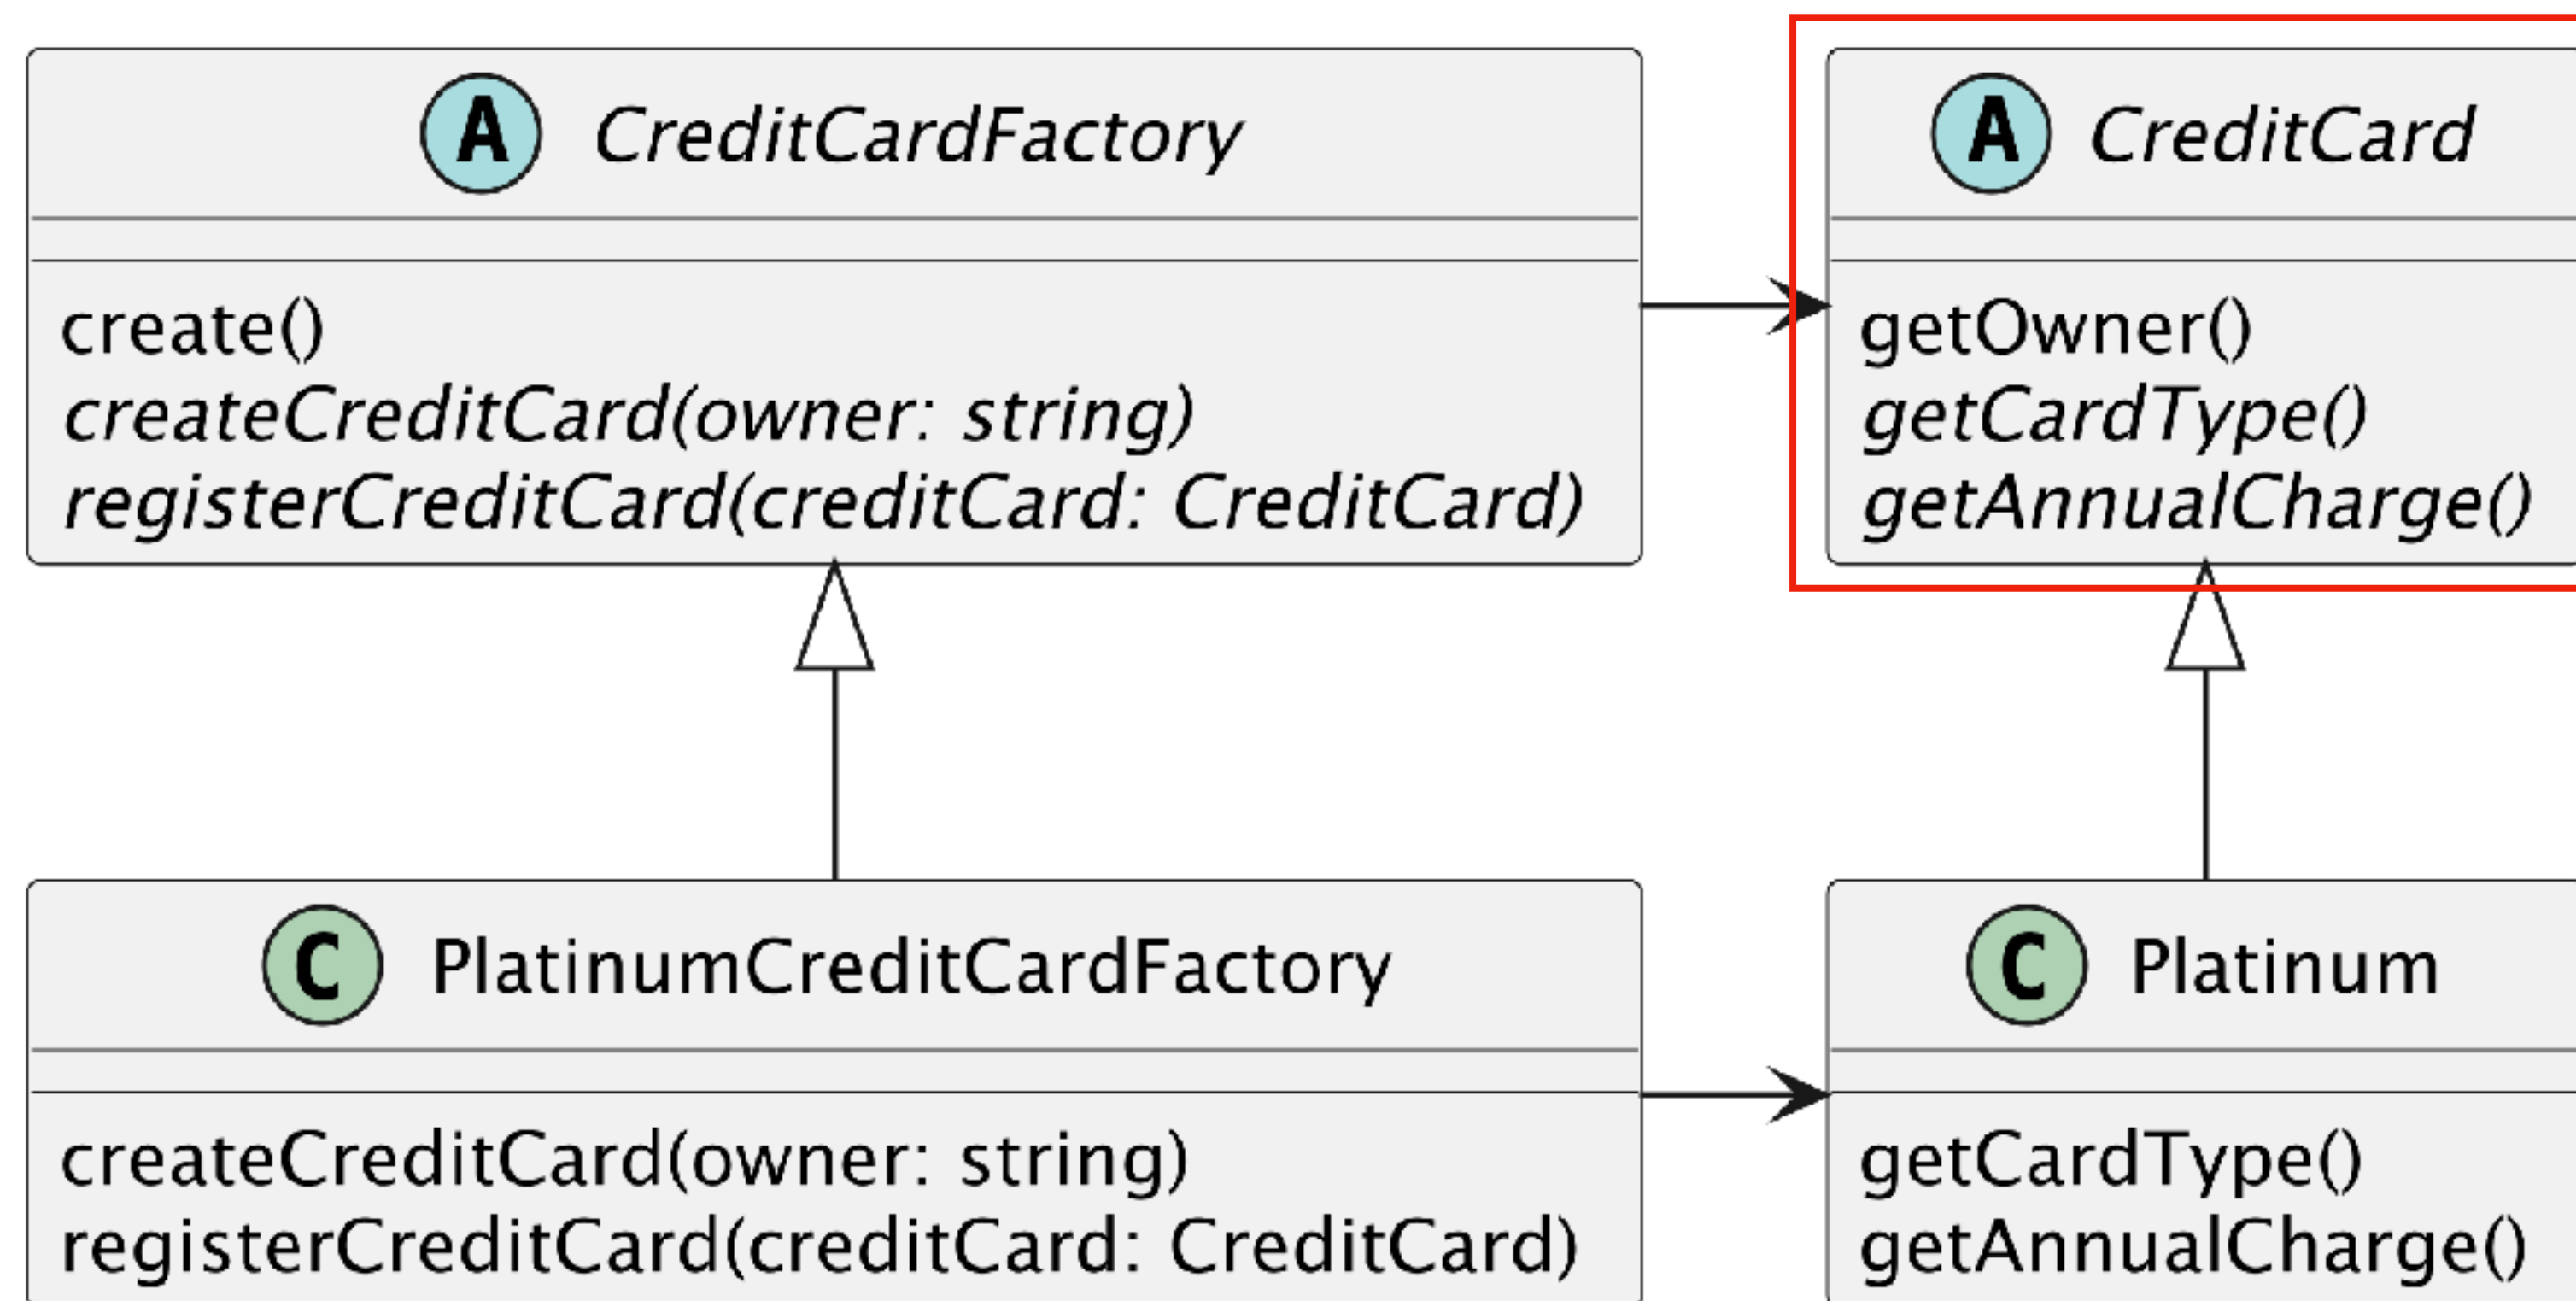 A CreditCardFactory
create()
createCreditCard(owner: string)
registerCreditCard(creditCard: CreditCard)
A CreditCard
getOwner()
getCardType()
getAnnualCharge()
C PlatinumCreditCardFactory
createCreditCard(owner: string)
registerCreditCard(creditCard: CreditCard)
C Platinum
getCardType()
getAnnualCharge()